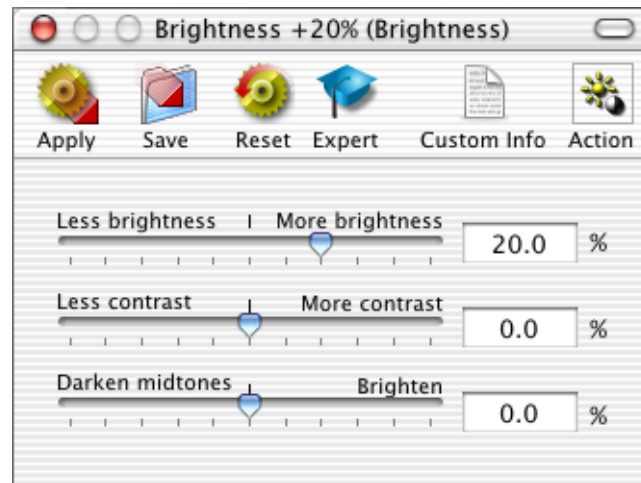 Brightness +20% (Brightness)
Apply Save Reset Expert Custom Info Action
Less brightness More brightness
20.0 %
Less contrast More contrast
0.0 %
Darken midtones Brighten
0.0 %